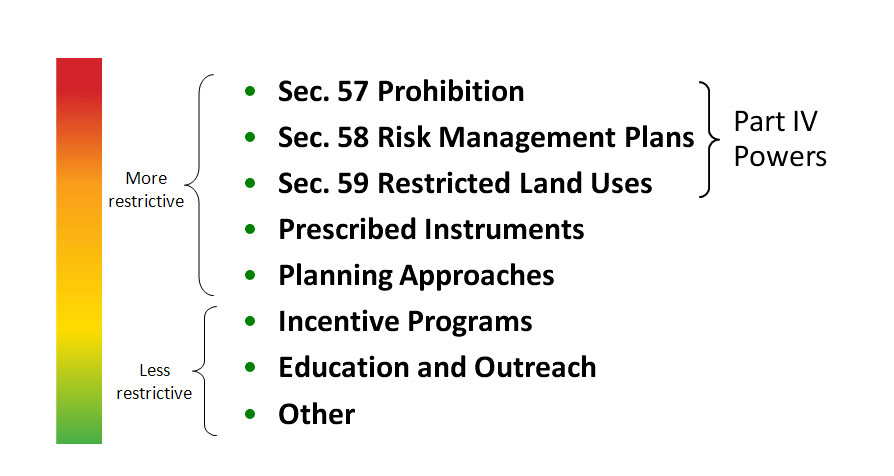 More
restrictive
• Sec. 57 Prohibition
• Sec. 58 Risk Management Plans
• Sec. 59 Restricted Land Uses
• Prescribed Instruments
• Planning Approaches
Part IV
Powers
Less
restrictive
• Incentive Programs
• Education and Outreach
• Other